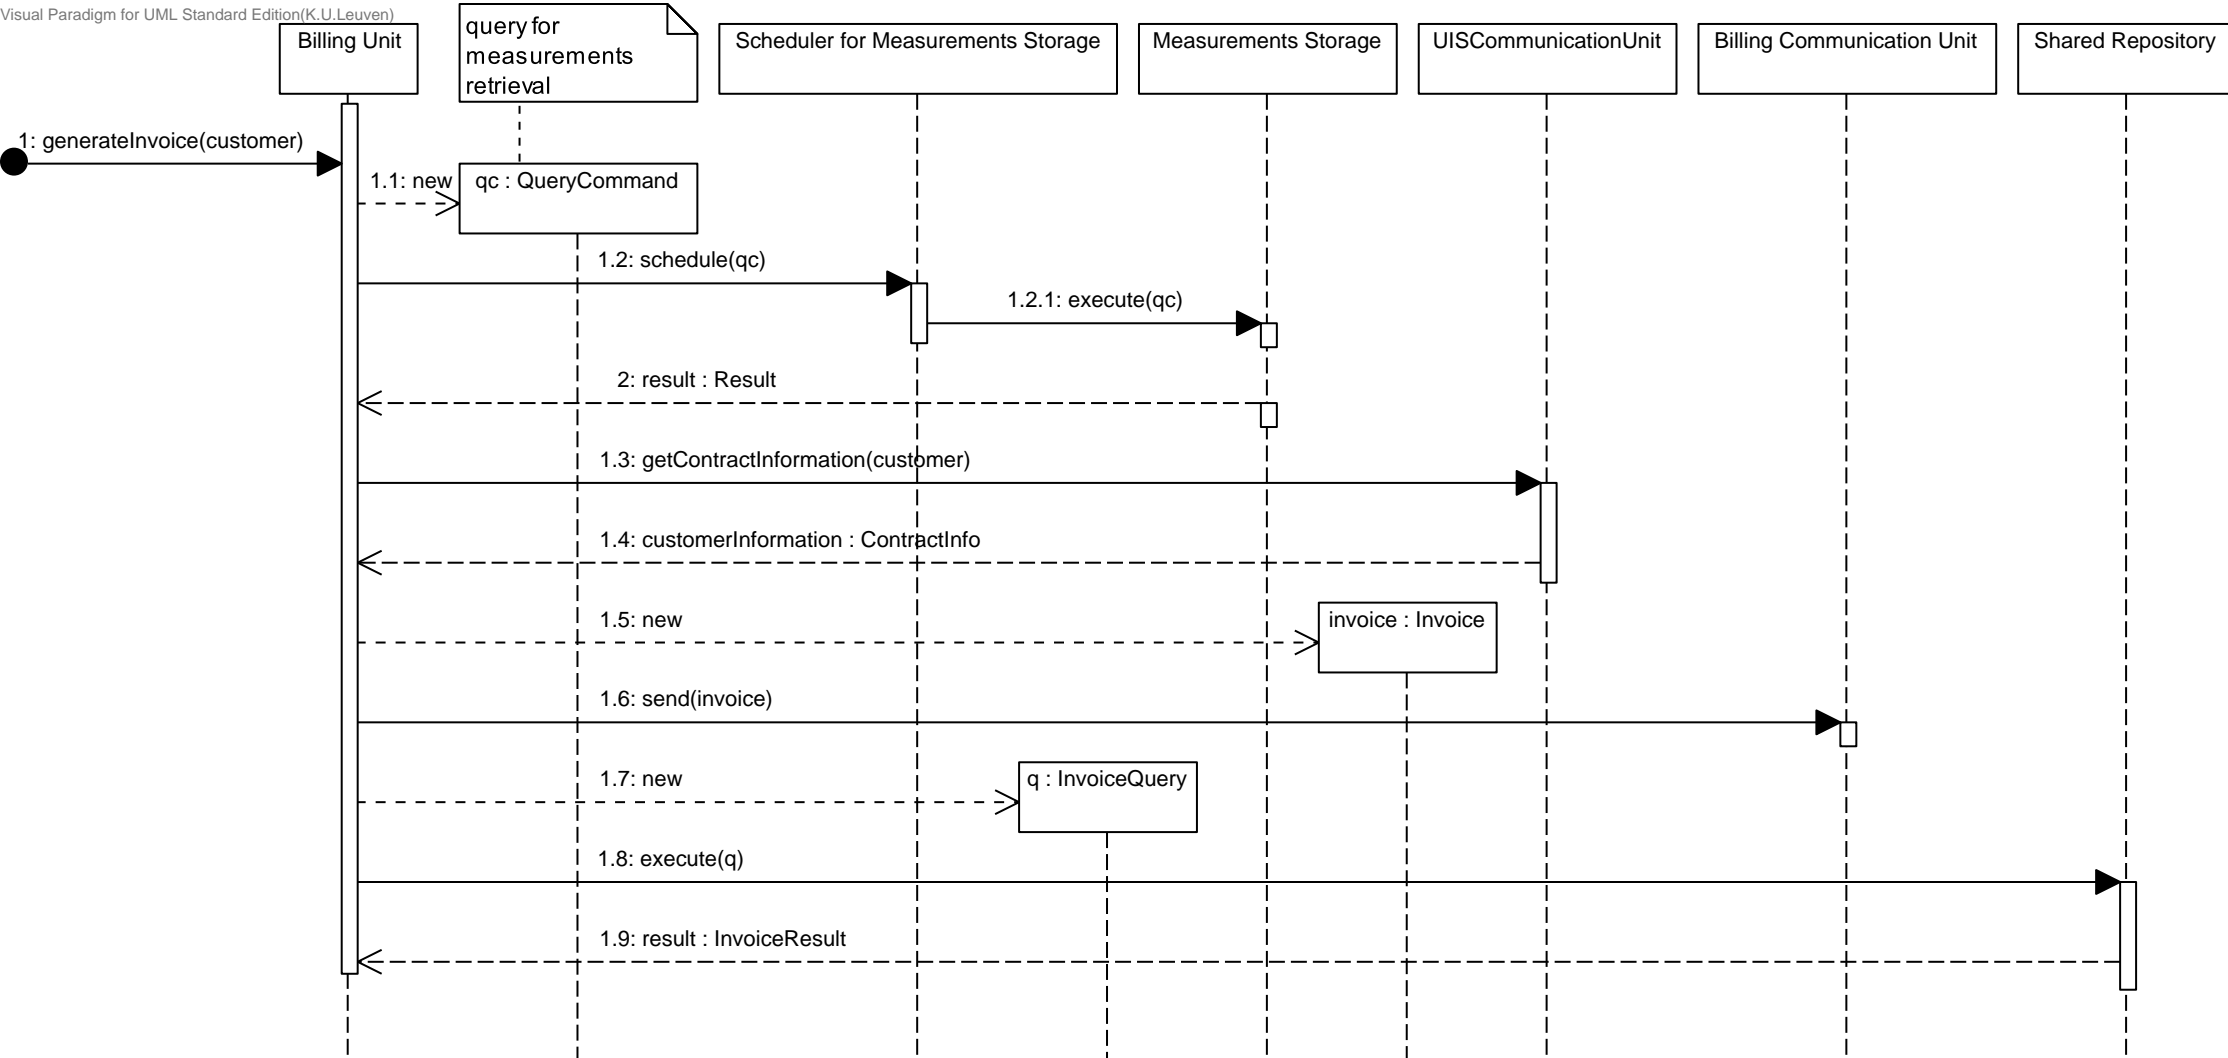 Visual Paradigm for UML Standard Edition(K.U.Leuven)
Billing Unit
query for
measurements
retrieval
Scheduler for Measurements Storage
Measurements Storage
UISCommunicationUnit
Billing Communication Unit
Shared Repository
1: generateInvoice(customer)
1.1: new
qc : QueryCommand
1.2: schedule(qc)
1.2.1: execute(qc)
2: result : Result
1.3: getContractInformation(customer)
1.4: customerInformation : ContractInfo
1.5: new
invoice : Invoice
1.6: send(invoice)
1.7: new
q : InvoiceQuery
1.8: execute(q)
1.9: result : InvoiceResult